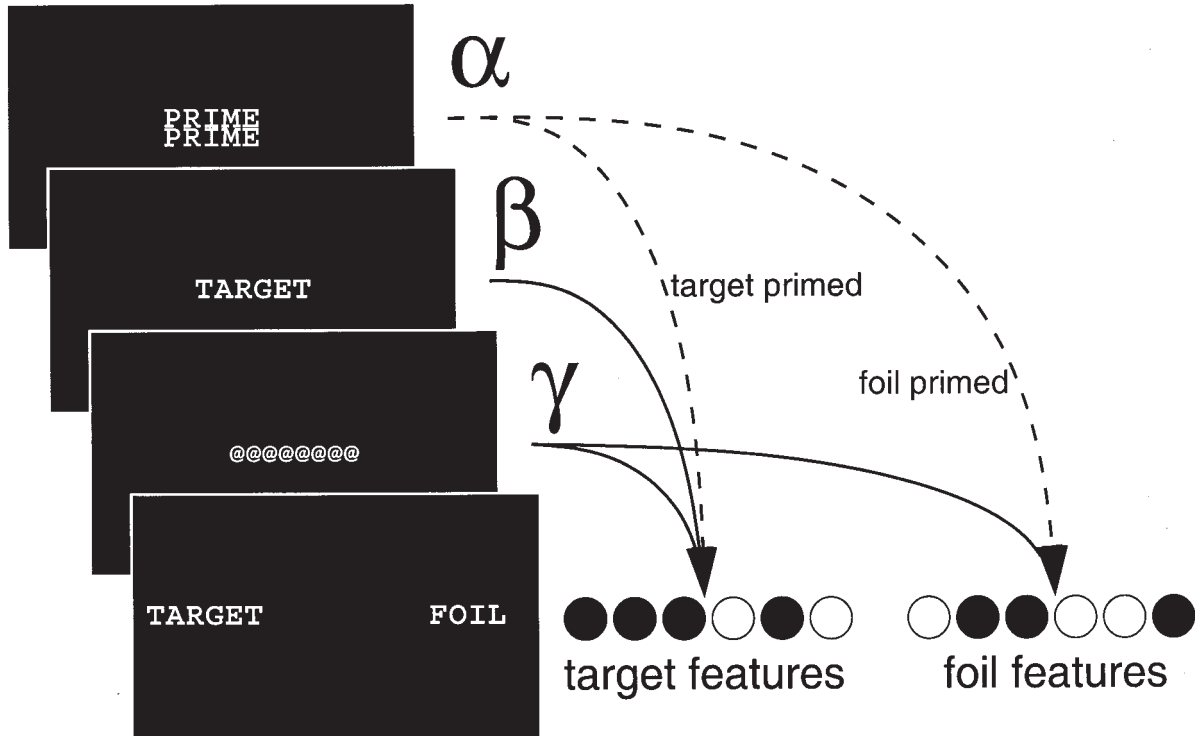 α
PRIME
PRIME
β
TARGET
target primed
γ
foil primed
@@@@@@@@
TARGET FOIL
target features foil features